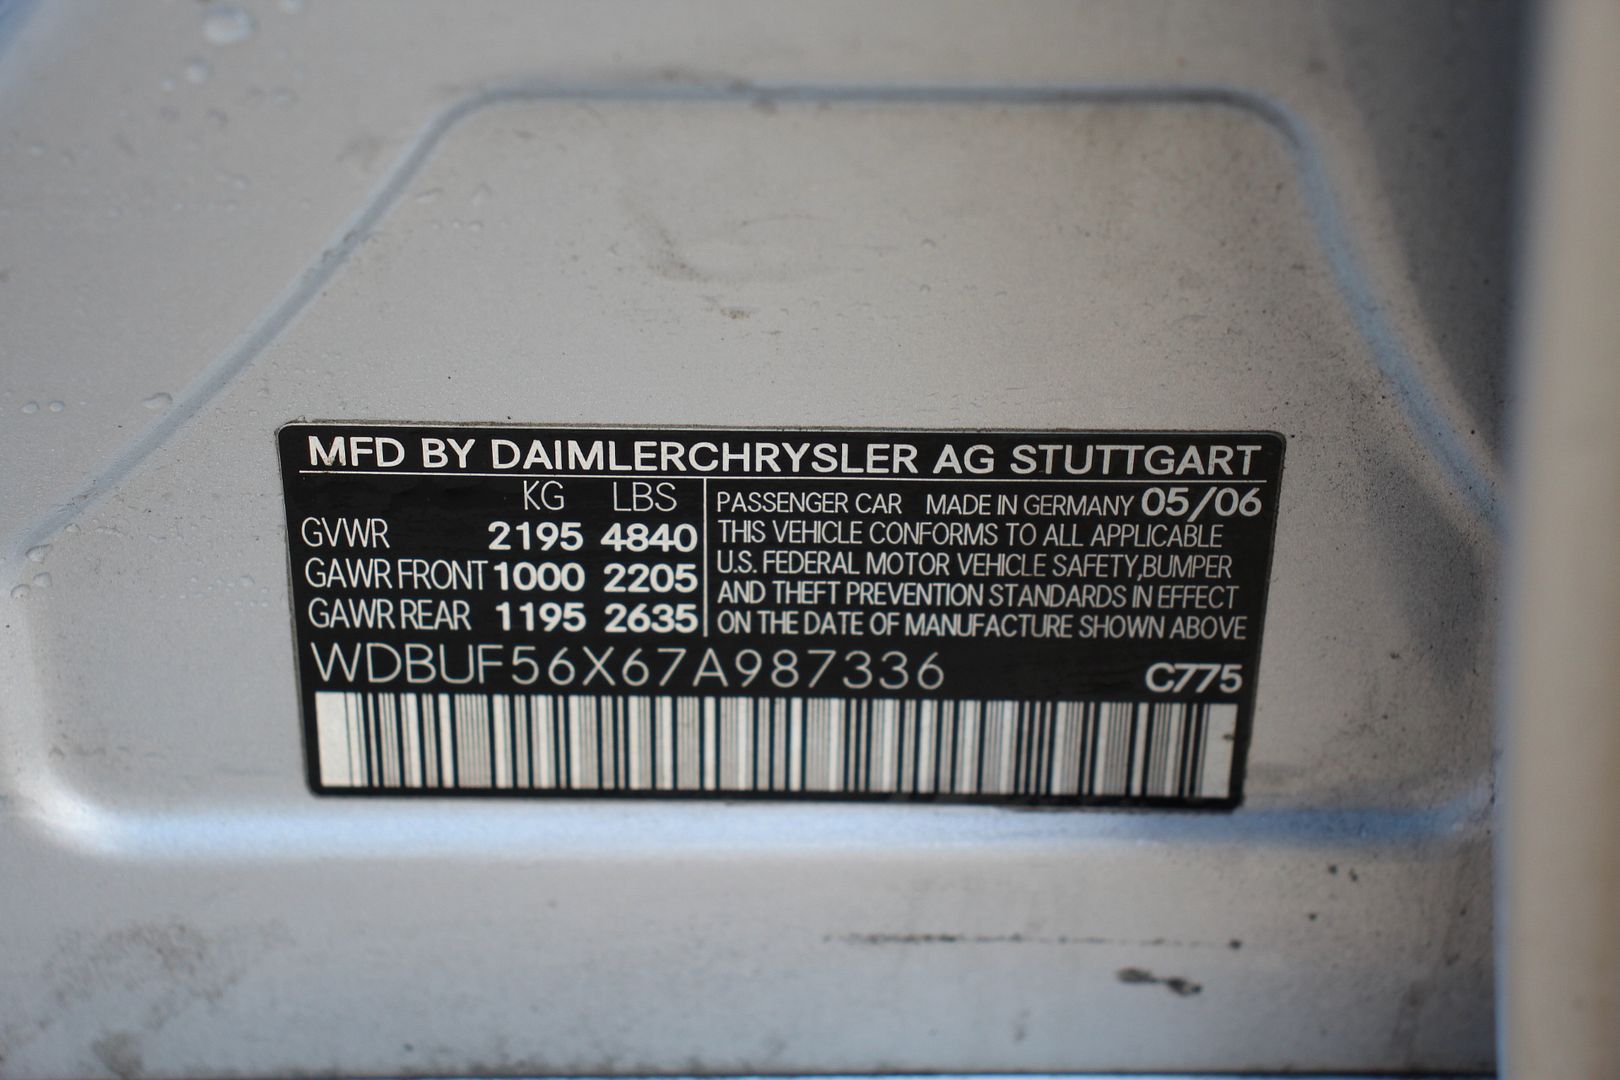 MFD BY DAIMLERCHRYSLER AG STUTTGART
KG LBS
GVWR 2195 4840
GAWR FRONT 1000 2205
GAWR REAR 1195 2635
PASSENGER CAR MADE IN GERMANY 05/06
THIS VEHICLE CONFORMS TO ALL APPLICABLE
U.S. FEDERAL MOTOR VEHICLE SAFETY,BUMPER
AND THEFT PREVENTION STANDARDS IN EFFECT
ON THE DATE OF MANUFACTURE SHOWN ABOVE
WDBUF56X67A987336 C775